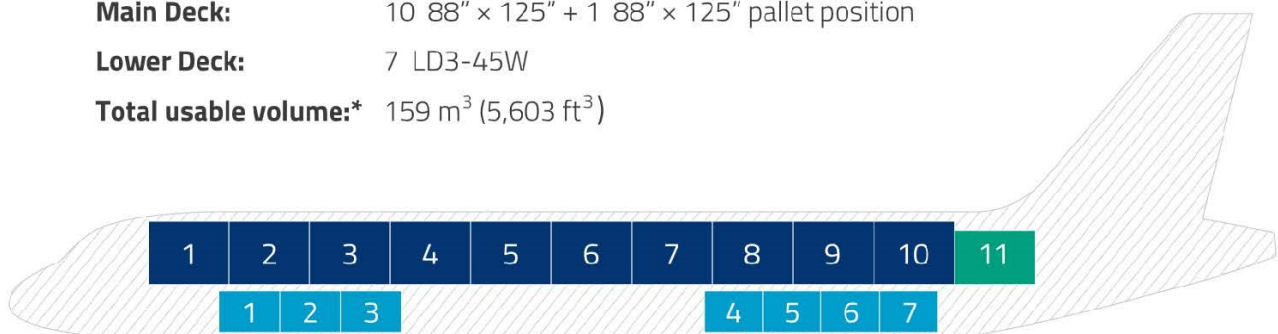 Main Deck: 10 88" × 125" + 1 88" × 125" pallet position
Lower Deck: 7 LD3-45W
Total usable volume:* 159 m³ (5,603 ft³)
1 2 3 4 5 6 7 8 9 10 11
1 2 3 4 5 6 7